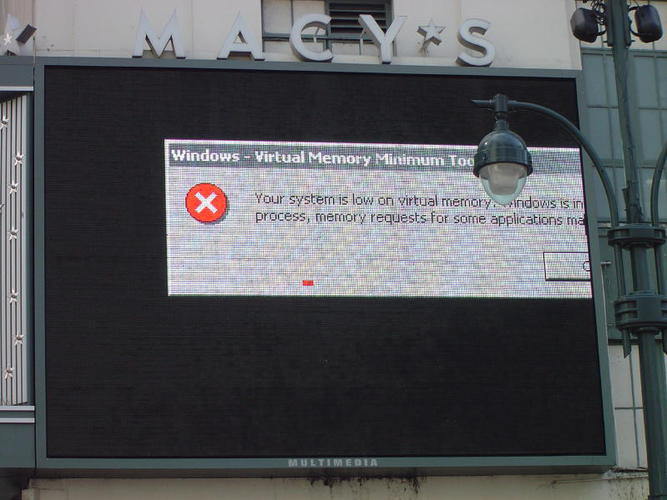 MACY★S
Windows - Virtual Memory Minimum Too
Your system is low on virtual memory. Windows is in
process, memory requests for some applications ma
MULTIMEDIA